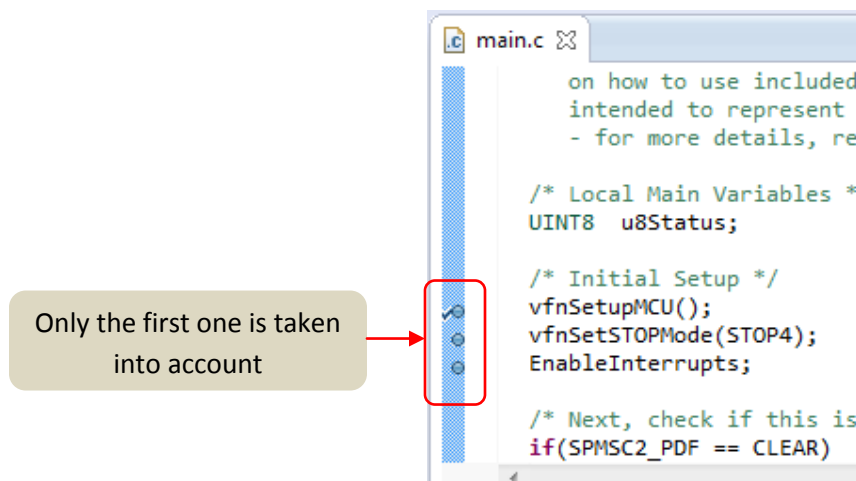 main.c
on how to use included
intended to represent
- for more details, re
/* Local Main Variables *
UINT8 u8Status;
/* Initial Setup */
vfnSetupMCU();
vfnSetSTOPMode(STOP4);
EnableInterrupts;
/* Next, check if this is
if(SPMSC2_PDF == CLEAR)
Only the first one is taken
into account